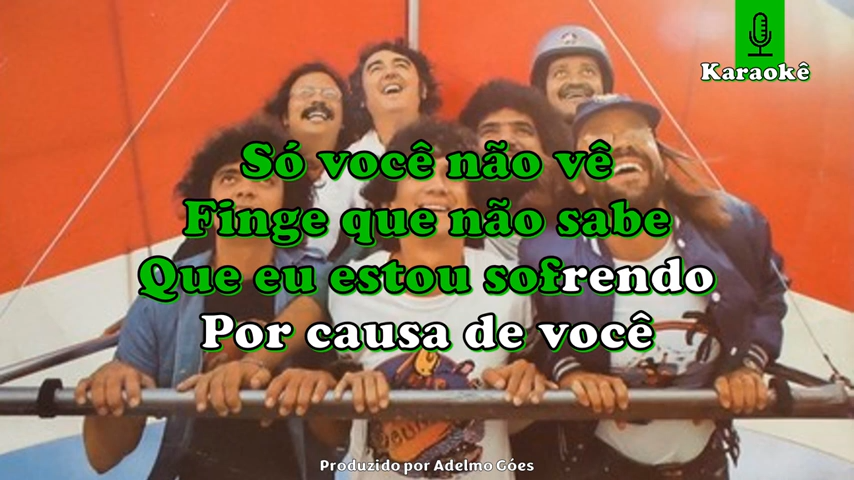 Karaokê
Só você não vê
Finge que não sabe
Que eu estou sofrendo
Por causa de você
Produzido por Adelmo Góes